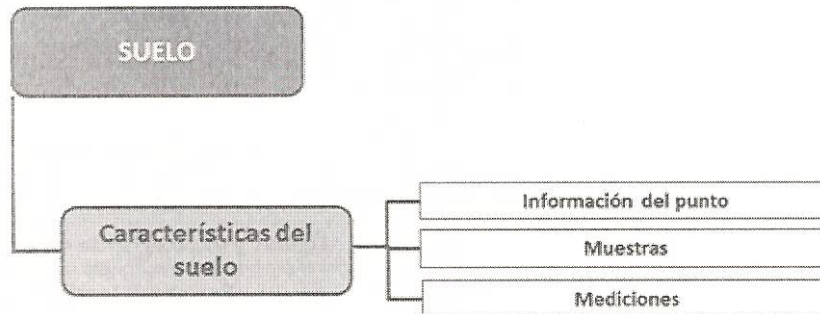 SUELO
Características del
suelo
Información del punto
Muestras
Mediciones